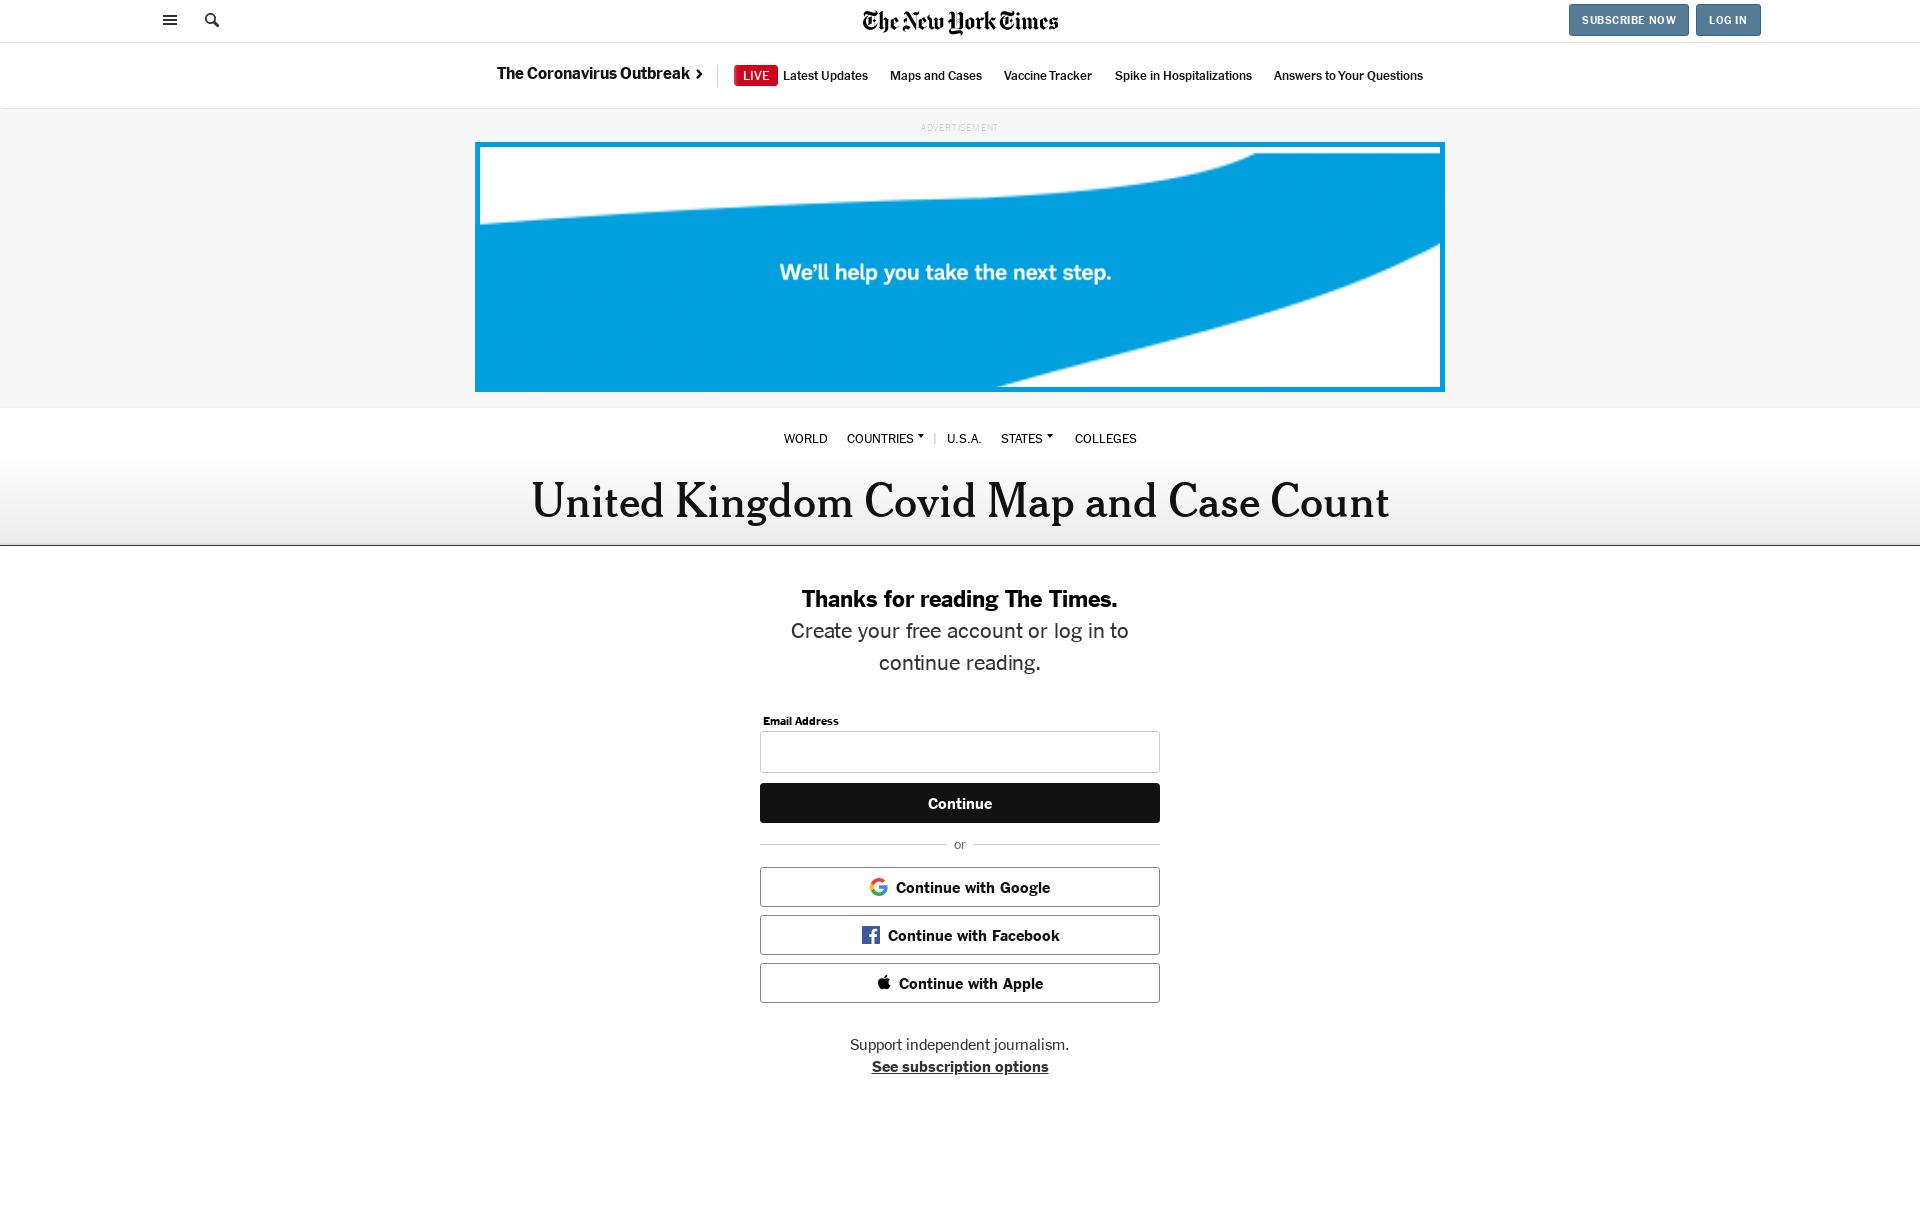 The New York Times
SUBSCRIBE NOW
LOG IN
The Coronavirus Outbreak
LIVE Latest Updates
Maps and Cases
Vaccine Tracker
Spike in Hospitalizations
Answers to Your Questions
ADVERTISEMENT
We'll help you take the next step.
WORLD
COUNTRIES
U.S.A.
STATES
COLLEGES
United Kingdom Covid Map and Case Count
Thanks for reading The Times.
Create your free account or log in to
continue reading.
Email Address
Continue
or
Continue with Google
Continue with Facebook
Continue with Apple
Support independent journalism.
See subscription options